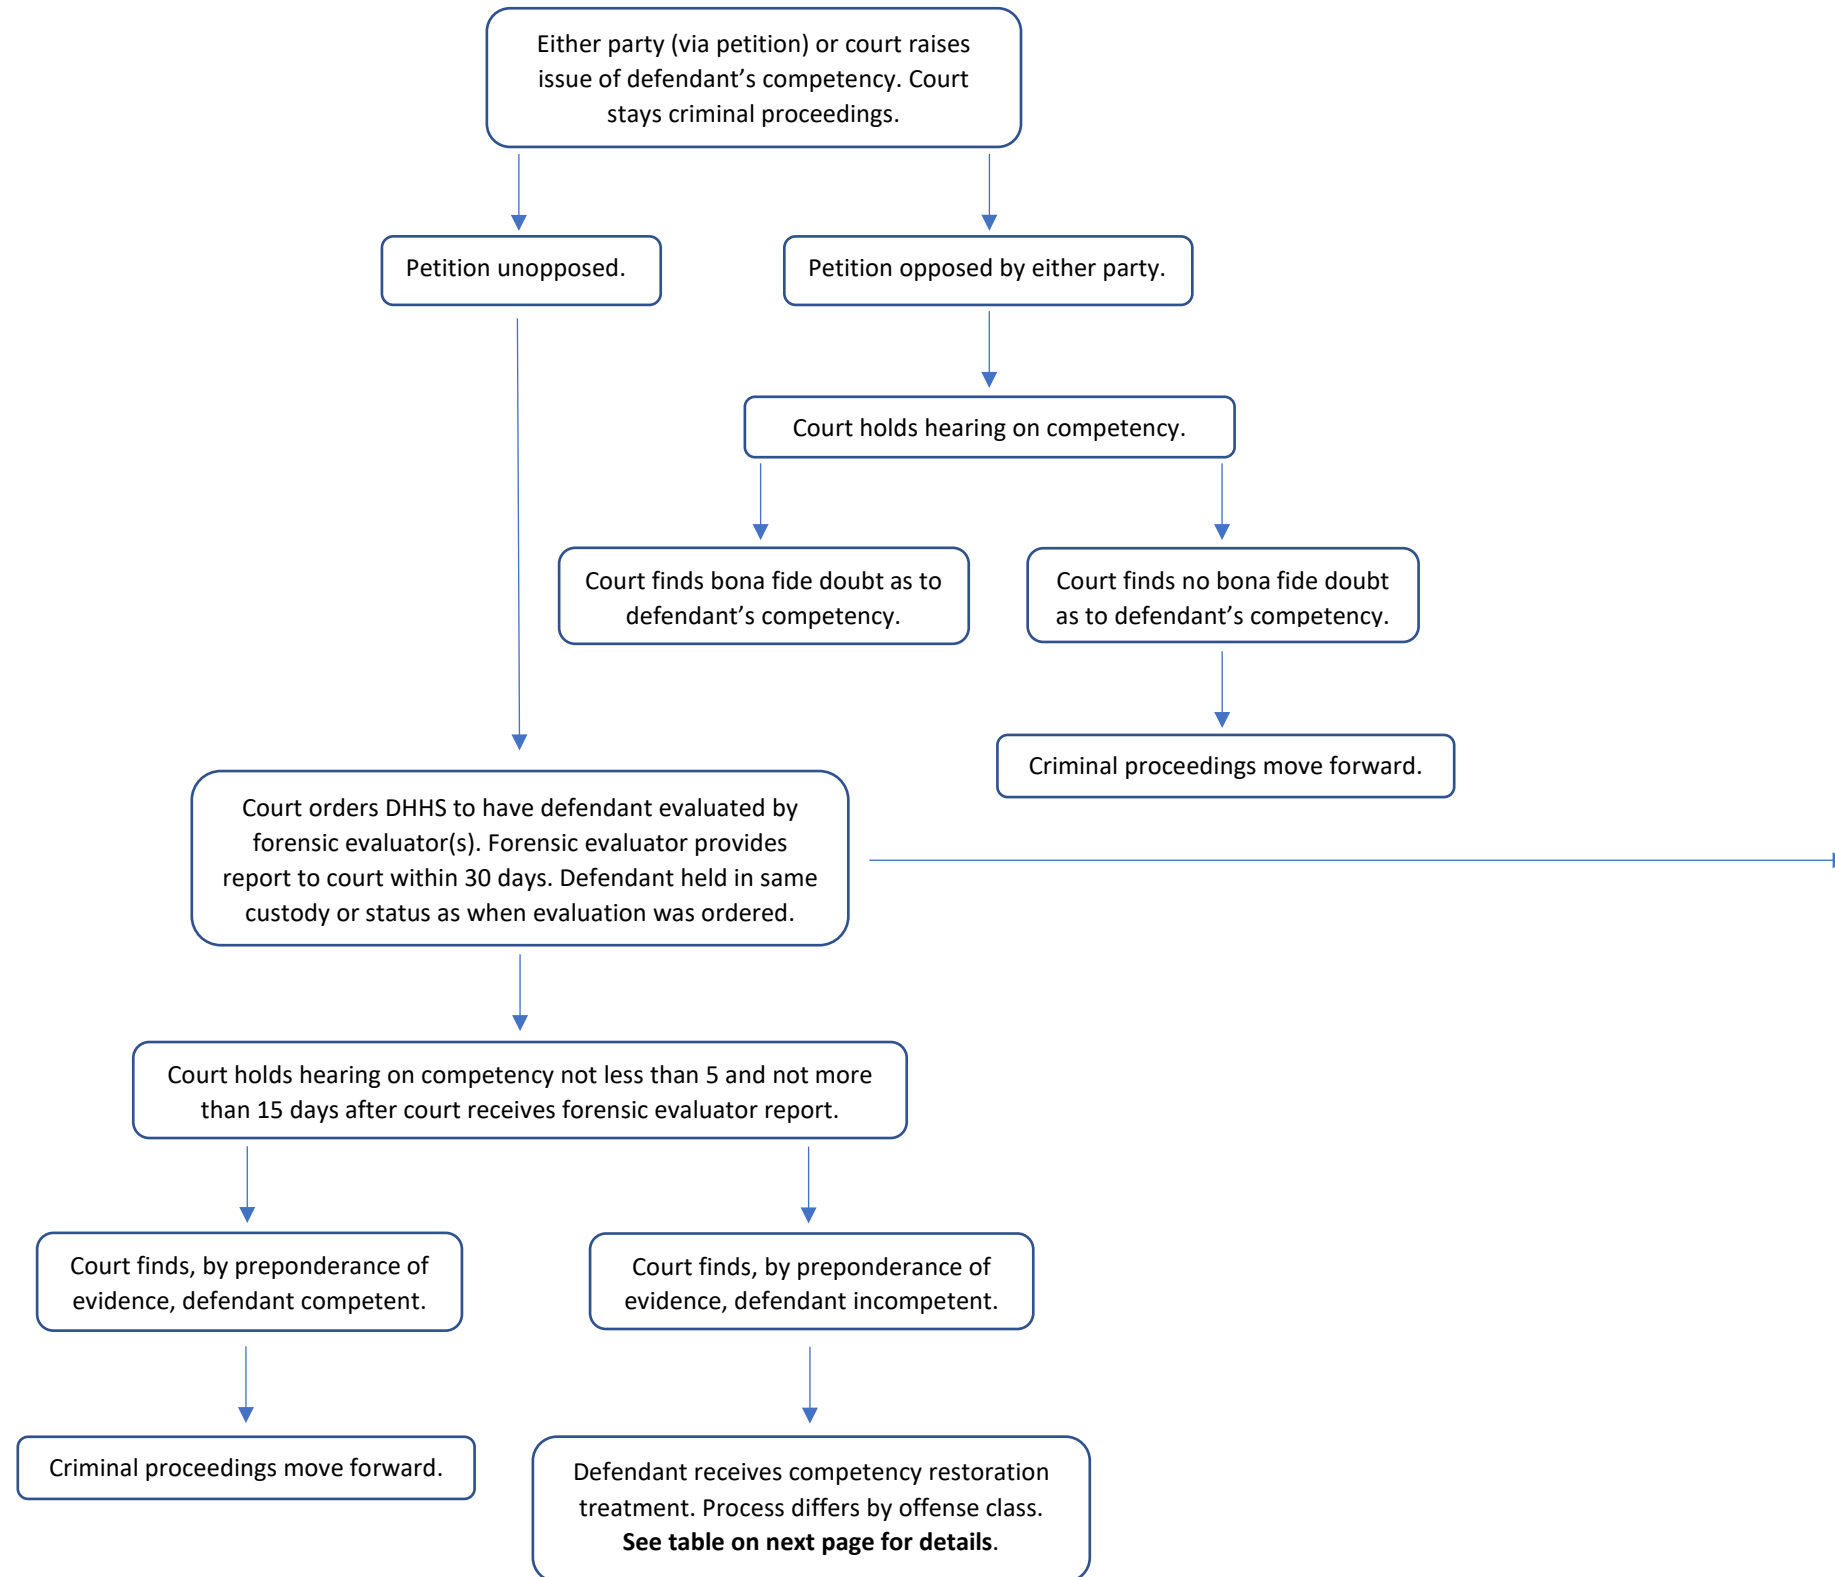 Either party (via petition) or court raises
issue of defendant’s competency. Court
stays criminal proceedings.
Petition unopposed.
Petition opposed by either party.
Court holds hearing on competency.
Court finds bona fide doubt as to
defendant’s competency.
Court finds no bona fide doubt
as to defendant’s competency.
Criminal proceedings move forward.
Court orders DHHS to have defendant evaluated by
forensic evaluator(s). Forensic evaluator provides
report to court within 30 days. Defendant held in same
custody or status as when evaluation was ordered.
Court holds hearing on competency not less than 5 and not more
than 15 days after court receives forensic evaluator report.
Court finds, by preponderance of
evidence, defendant competent.
Court finds, by preponderance of
evidence, defendant incompetent.
Criminal proceedings move forward.
Defendant receives competency restoration
treatment. Process differs by offense class.
See table on next page for details.